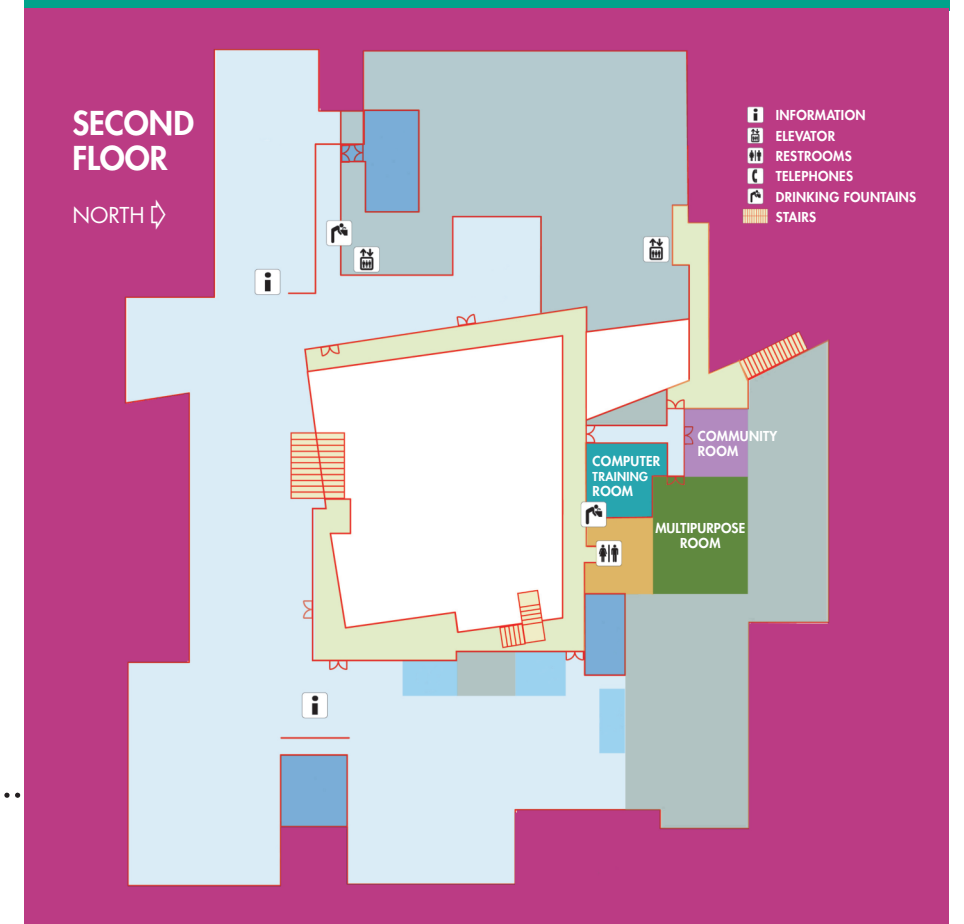 SECOND
FLOOR
NORTH
INFORMATION
ELEVATOR
RESTROOMS
TELEPHONES
DRINKING FOUNTAINS
STAIRS
COMMUNITY
ROOM
COMPUTER
TRAINING
ROOM
MULTIPURPOSE
ROOM